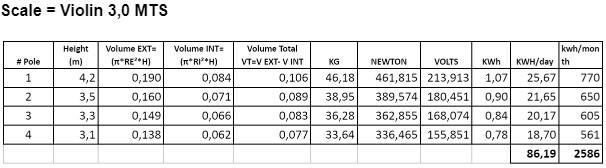 Scale = Violin 3,0 MTS
# Pole Height (m) Volume EXT= (π*RE²*H) Volume INT= (π*RI²*H) Volume Total VT=V EXT- V INT KG NEWTON VOLTS KWh KWH/day kwh/month
1 4,2 0,190 0,084 0,106 46,18 461,815 213,913 1,07 25,67 770
2 3,5 0,160 0,071 0,089 38,95 389,574 180,451 0,90 21,65 650
3 3,3 0,149 0,066 0,083 36,28 362,855 168,074 0,84 20,17 605
4 3,1 0,138 0,062 0,077 33,64 336,465 155,851 0,78 18,70 561
86,19 2586